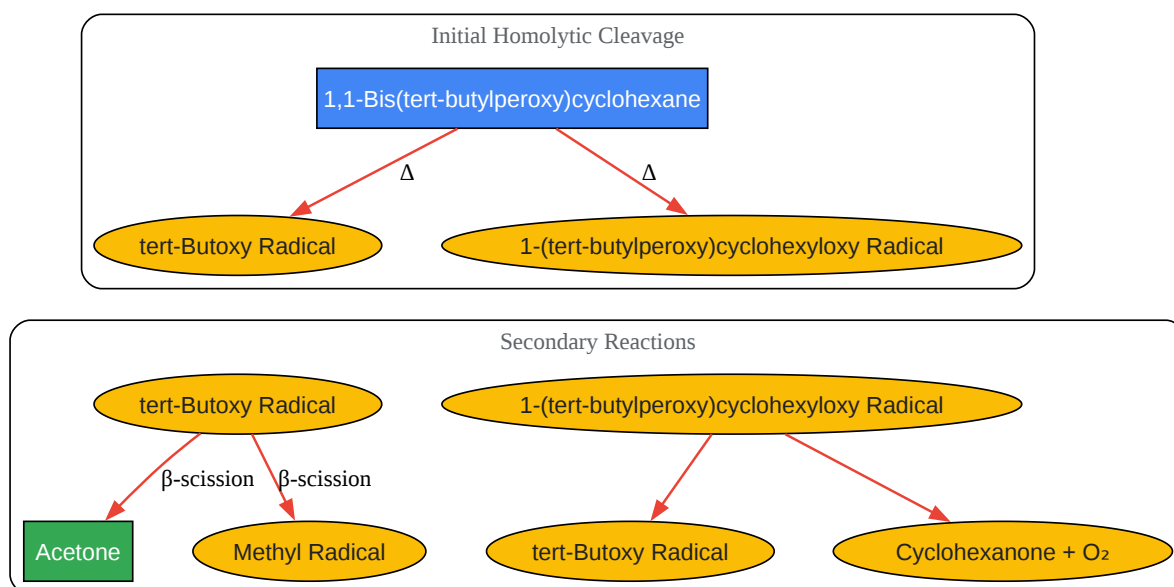 Initial Homolytic Cleavage
1,1-Bis(tert-butylperoxy)cyclohexane
Δ
Δ
tert-Butoxy Radical
1-(tert-butylperoxy)cyclohexyloxy Radical
Secondary Reactions
tert-Butoxy Radical
1-(tert-butylperoxy)cyclohexyloxy Radical
β-scission
β-scission
Acetone
Methyl Radical
tert-Butoxy Radical
Cyclohexanone + O₂